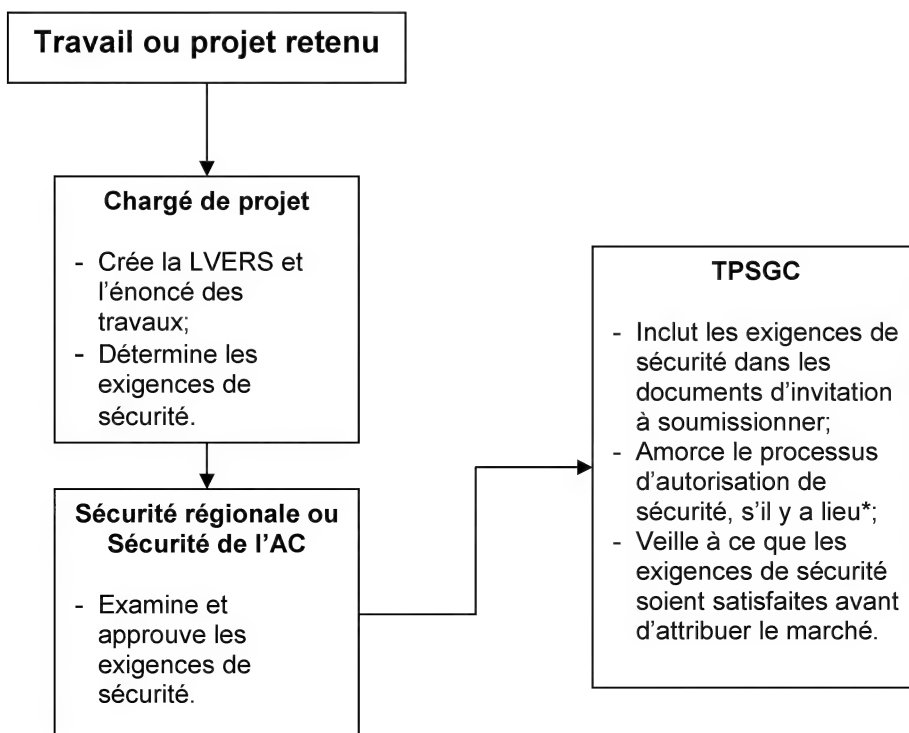 Travail ou projet retenu
Chargé de projet
- Crée la LVERS et
l’énoncé des
travaux;
- Détermine les
exigences de
sécurité.
Sécurité régionale ou
Sécurité de l’AC
- Examine et
approuve les
exigences de
sécurité.
TPSGC
- Inclut les exigences de
sécurité dans les
documents d’invitation
à soumissionner;
- Amorce le processus
d’autorisation de
sécurité, s’il y a lieu*;
- Veille à ce que les
exigences de sécurité
soient satisfaites avant
d’attribuer le marché.